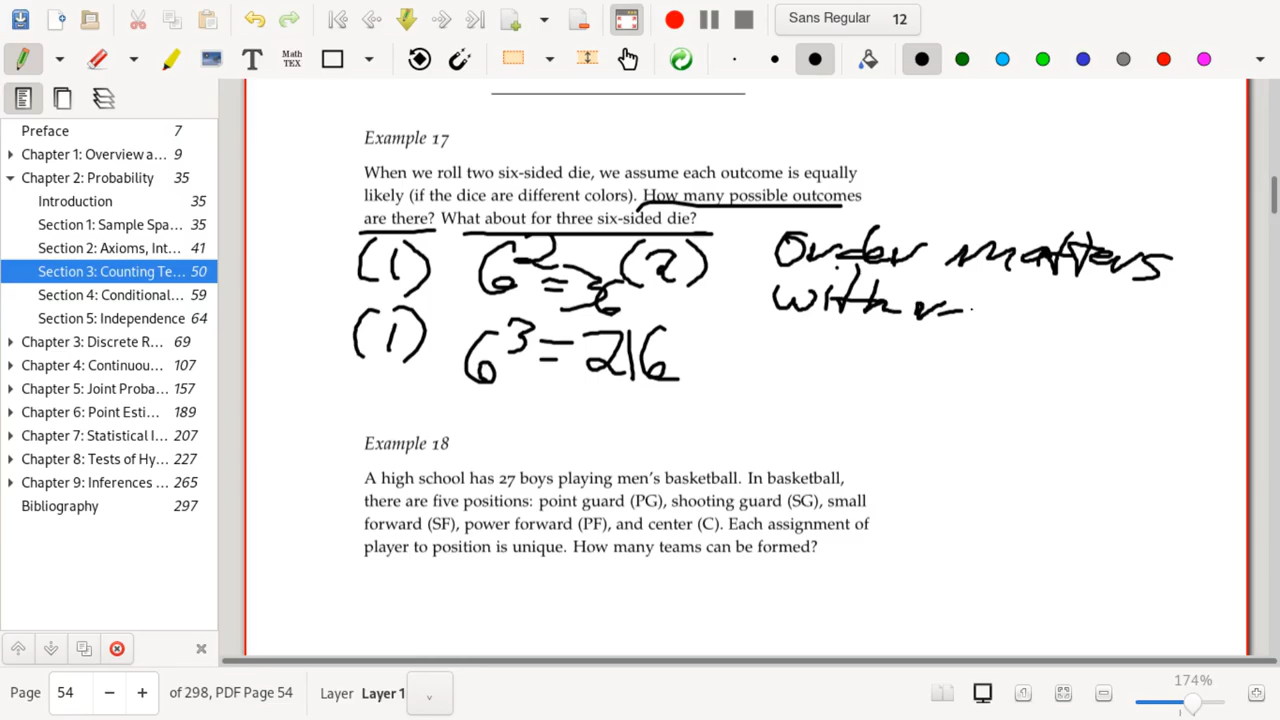 Sans Regular 12
T Math TEX
Preface 7
Chapter 1: Overview a... 9
Chapter 2: Probability 35
Introduction 35
Section 1: Sample Spa... 35
Section 2: Axioms, Int... 41
Section 3: Counting Te... 50
Section 4: Conditional... 59
Section 5: Independence 64
Chapter 3: Discrete R... 69
Chapter 4: Continuou... 107
Chapter 5: Joint Proba... 157
Chapter 6: Point Esti... 189
Chapter 7: Statistical I... 207
Chapter 8: Tests of Hy... 227
Chapter 9: Inferences ... 265
Bibliography 297
Example 17
When we roll two six-sided die, we assume each outcome is equally
likely (if the dice are different colors). How many possible outcomes
are there? What about for three six-sided die?
(1) 6² = 36 (2) Order matters
with
(1) 6³ = 216
Example 18
A high school has 27 boys playing men's basketball. In basketball,
there are five positions: point guard (PG), shooting guard (SG), small
forward (SF), power forward (PF), and center (C). Each assignment of
player to position is unique. How many teams can be formed?
Page 54 of 298, PDF Page 54 Layer Layer 1 174%